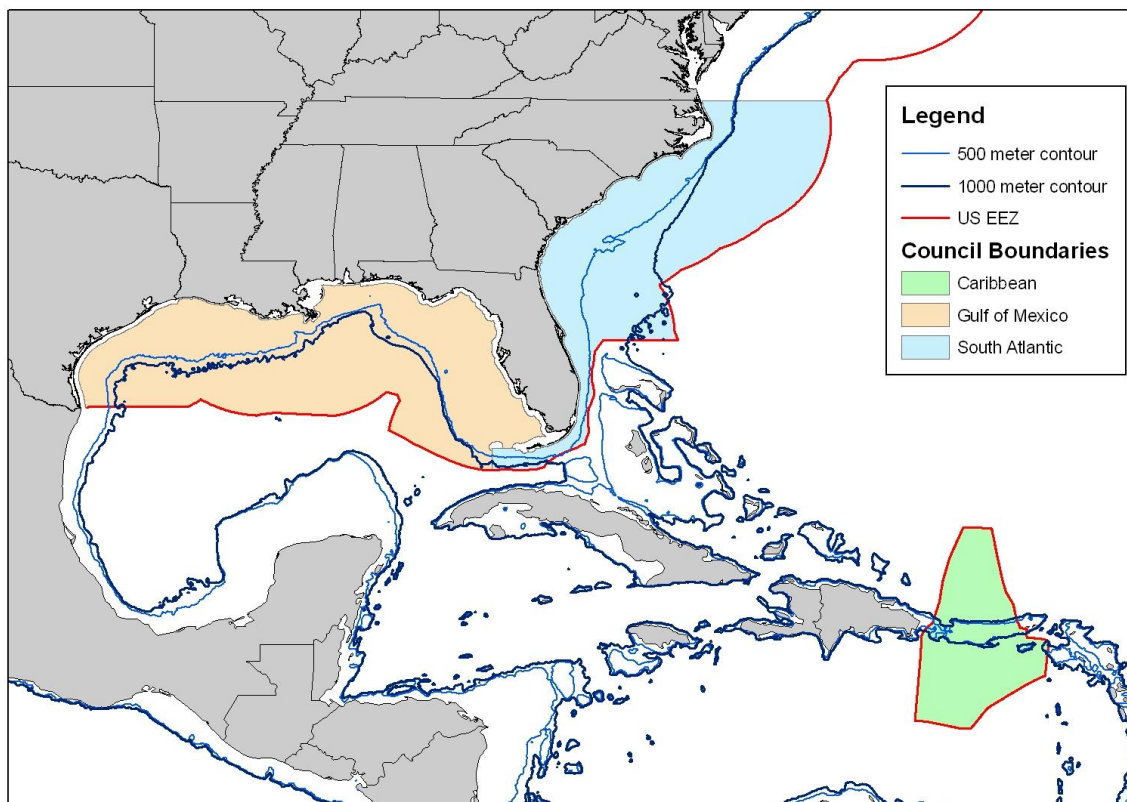 Legend
500 meter contour
1000 meter contour
US EEZ
Council Boundaries
Caribbean
Gulf of Mexico
South Atlantic